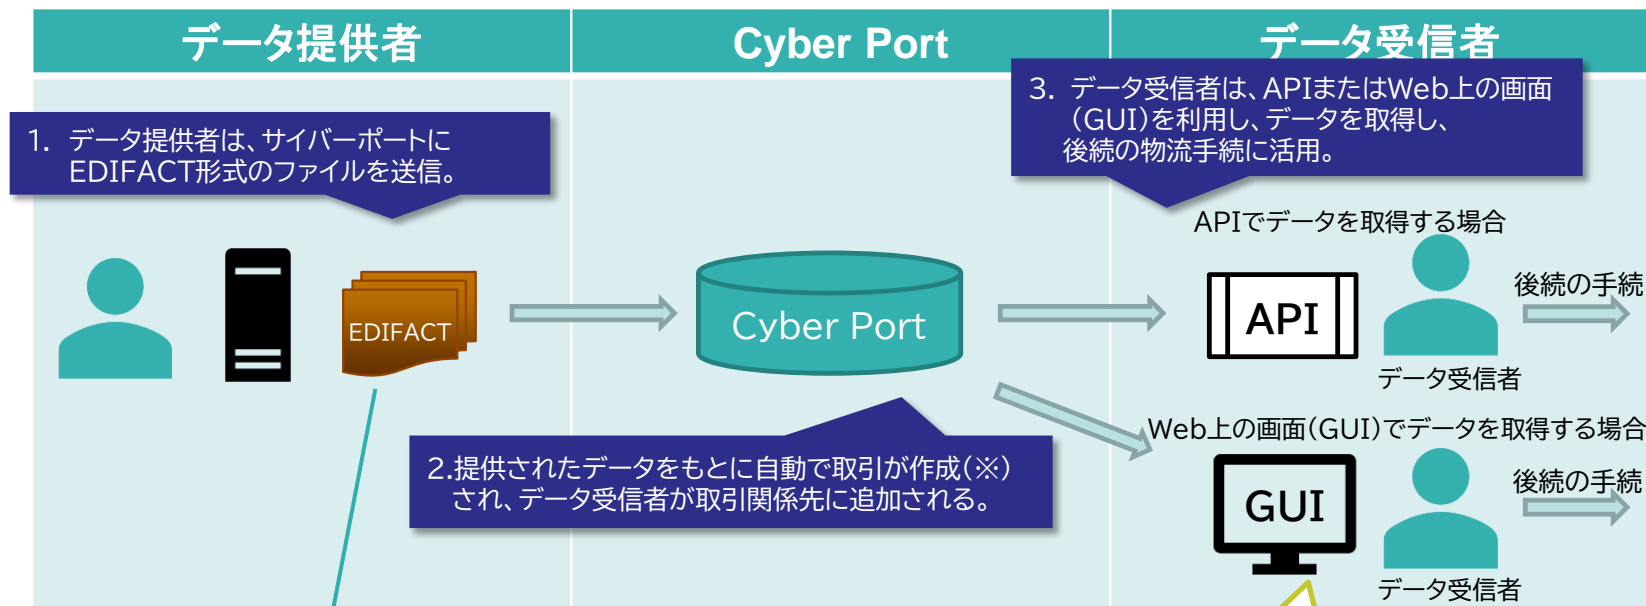 データ提供者
Cyber Port
データ受信者
1. データ提供者は、サイバーポートに
EDIFACT形式のファイルを送信。
3. データ受信者は、APIまたはWeb上の画面
(GUI)を利用し、データを取得し、
後続の物流手続に活用。
EDIFACT
Cyber Port
2.提供されたデータをもとに自動で取引が作成(※)
され、データ受信者が取引関係先に追加される。
APIでデータを取得する場合
API
後続の手続
データ受信者
Web上の画面(GUI)でデータを取得する場合
GUI
後続の手続
データ受信者